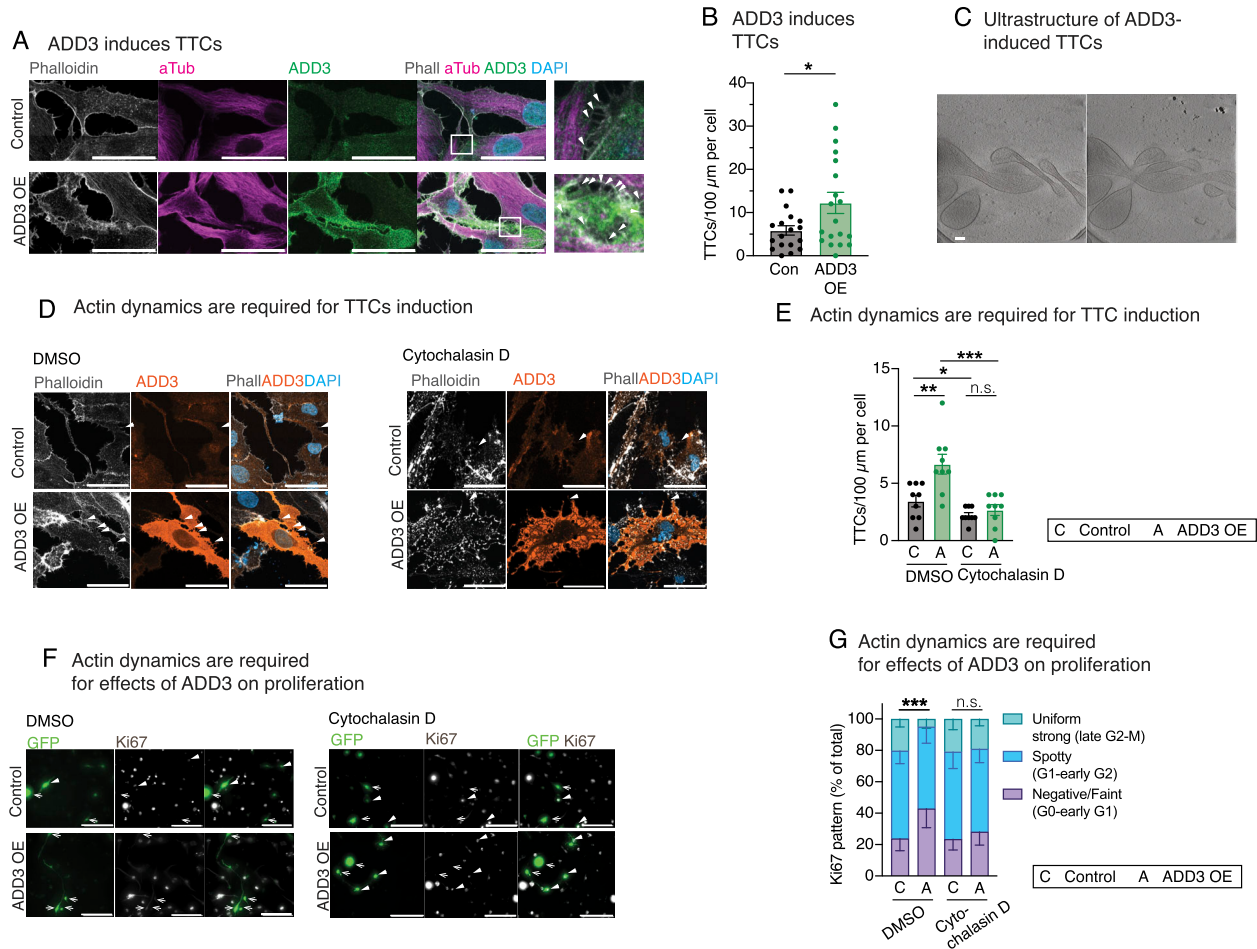 A ADD3 induces TTCs
Phalloidin aTub ADD3 Phall aTub ADD3 DAPI
Control
ADD3 OE
B ADD3 induces
TTCs
*
TTCs/100 µm per cell
40
30
20
10
0
Con ADD3
OE
C Ultrastructure of ADD3-
induced TTCs
D Actin dynamics are required for TTCs induction
DMSO
Phalloidin ADD3 PhallADD3DAPI
Control
ADD3 OE
Cytochalasin D
Phalloidin ADD3 PhallADD3DAPI
Control
ADD3 OE
E Actin dynamics are required for TTC induction
***
*
** n.s.
TTCs/100 µm per cell
15
10
5
0
C A C A
DMSO Cytochalasin D
C Control A ADD3 OE
F Actin dynamics are required
for effects of ADD3 on proliferation
DMSO
GFP Ki67
Control
ADD3 OE
Cytochalasin D
GFP Ki67 GFP Ki67
Control
ADD3 OE
G Actin dynamics are required
for effects of ADD3 on proliferation
*** n.s.
Ki67 pattern (% of total)
100
80
60
40
20
0
C A C A
DMSO
Cyto-
chalasin D
Uniform
strong (late G2-M)
Spotty
(G1-early G2)
Negative/Faint
(G0-early G1)
C Control A ADD3 OE